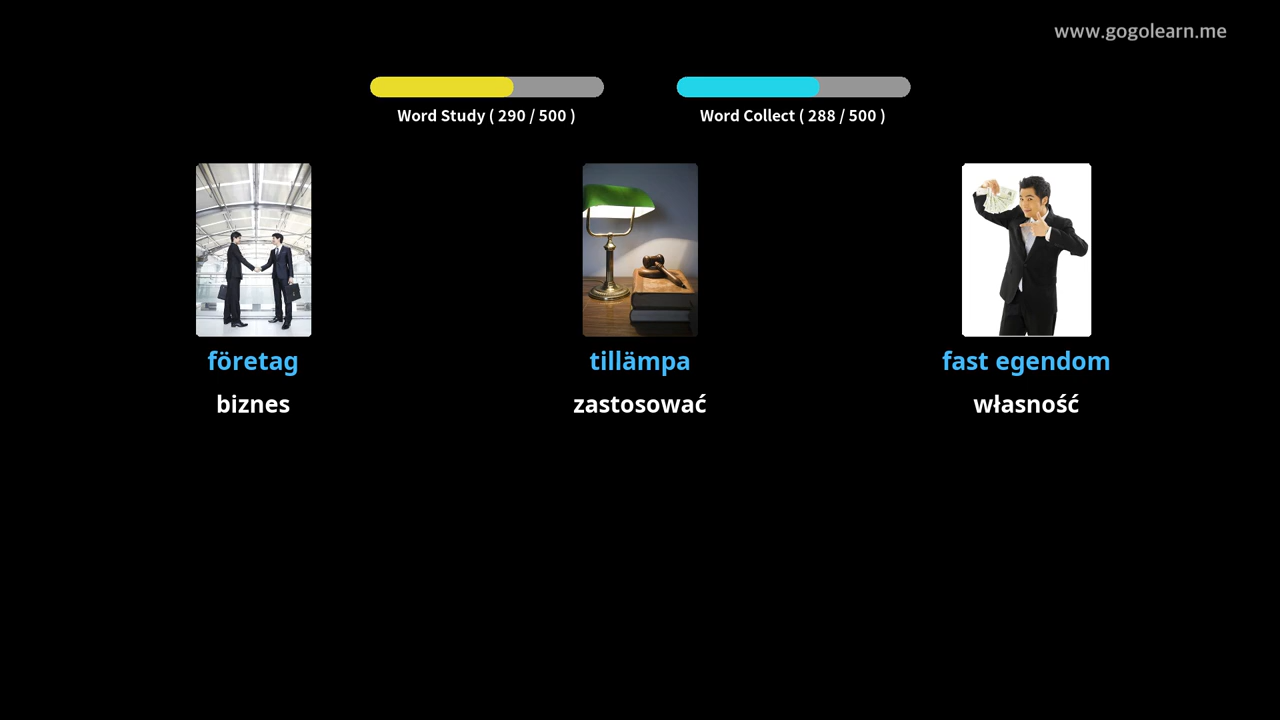 www.gogolearn.me
Word Study ( 290 / 500 )
Word Collect ( 288 / 500 )
företag
tillämpa
fast egendom
biznes
zastosować
własność